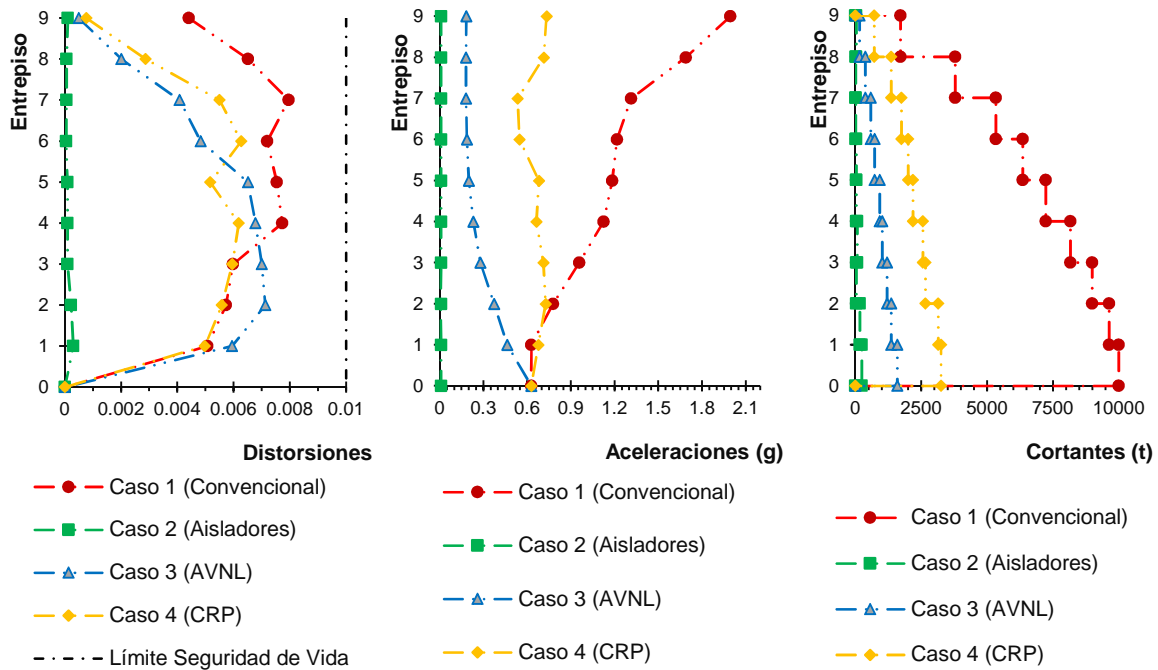 Entrepiso
9
8
7
6
5
4
3
2
1
0
0 0.002 0.004 0.006 0.008 0.01
Distorsiones
Caso 1 (Convencional)
Caso 2 (Aisladores)
Caso 3 (AVNL)
Caso 4 (CRP)
Límite Seguridad de Vida
Entrepiso
9
8
7
6
5
4
3
2
1
0
0 0.3 0.6 0.9 1.2 1.5 1.8 2.1
Aceleraciones (g)
Caso 1 (Convencional)
Caso 2 (Aisladores)
Caso 3 (AVNL)
Caso 4 (CRP)
Entrepiso
9
8
7
6
5
4
3
2
1
0
0 2500 5000 7500 10000
Cortantes (t)
Caso 1 (Convencional)
Caso 2 (Aisladores)
Caso 3 (AVNL)
Caso 4 (CRP)